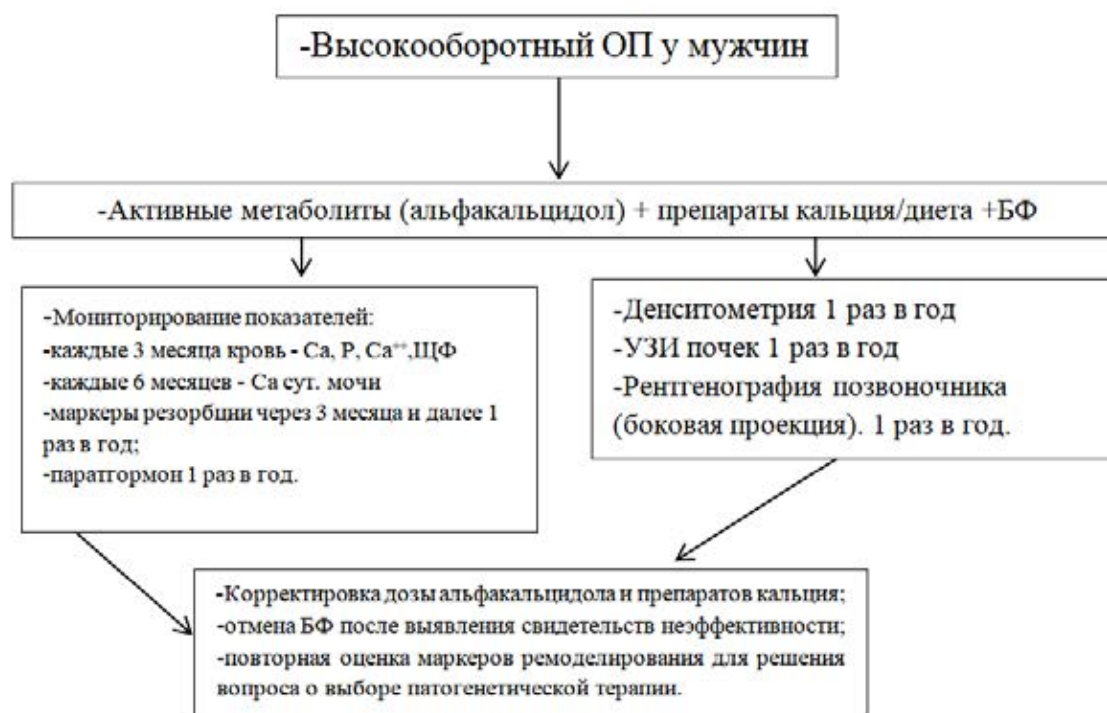 -Высокооборотный ОП у мужчин
-Активные метаболиты (альфакальцидол) + препараты кальция/диета +БФ
-Мониторирование показателей:
-каждые 3 месяца кровь - Ca, P, Ca⁺⁺,ЩФ
-каждые 6 месяцев - Ca сут. мочи
-маркеры резорбции через 3 месяца и далее 1
раз в год;
-паратгормон 1 раз в год.
-Денситометрия 1 раз в год
-УЗИ почек 1 раз в год
-Рентгенография позвоночника
(боковая проекция). 1 раз в год.
-Корректировка дозы альфакальцидола и препаратов кальция;
-отмена БФ после выявления свидетельств неэффективности;
-повторная оценка маркеров ремоделирования для решения
вопроса о выборе патогенетической терапии.